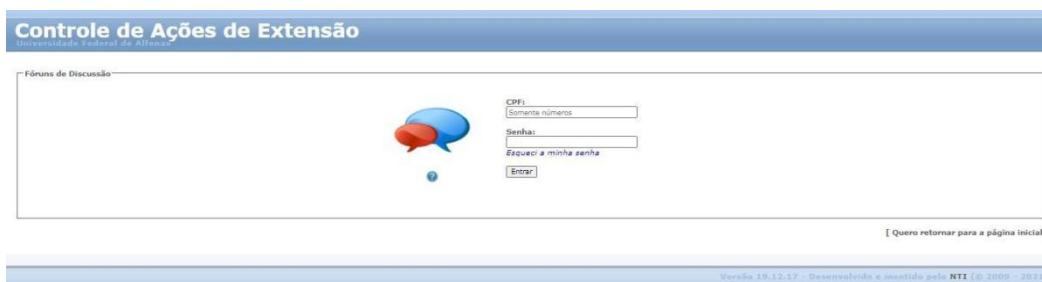 Controle de Ações de Extensão
Universidade Federal de Alfenas
Fóruns de Discussão
CPF:
Somente números
Senha:
Esqueci a minha senha
Entrar
[ Quero retornar para a página inicial
Versão 19.12.17 - Desenvolvido e mantido pelo NTI (© 2009 - 202